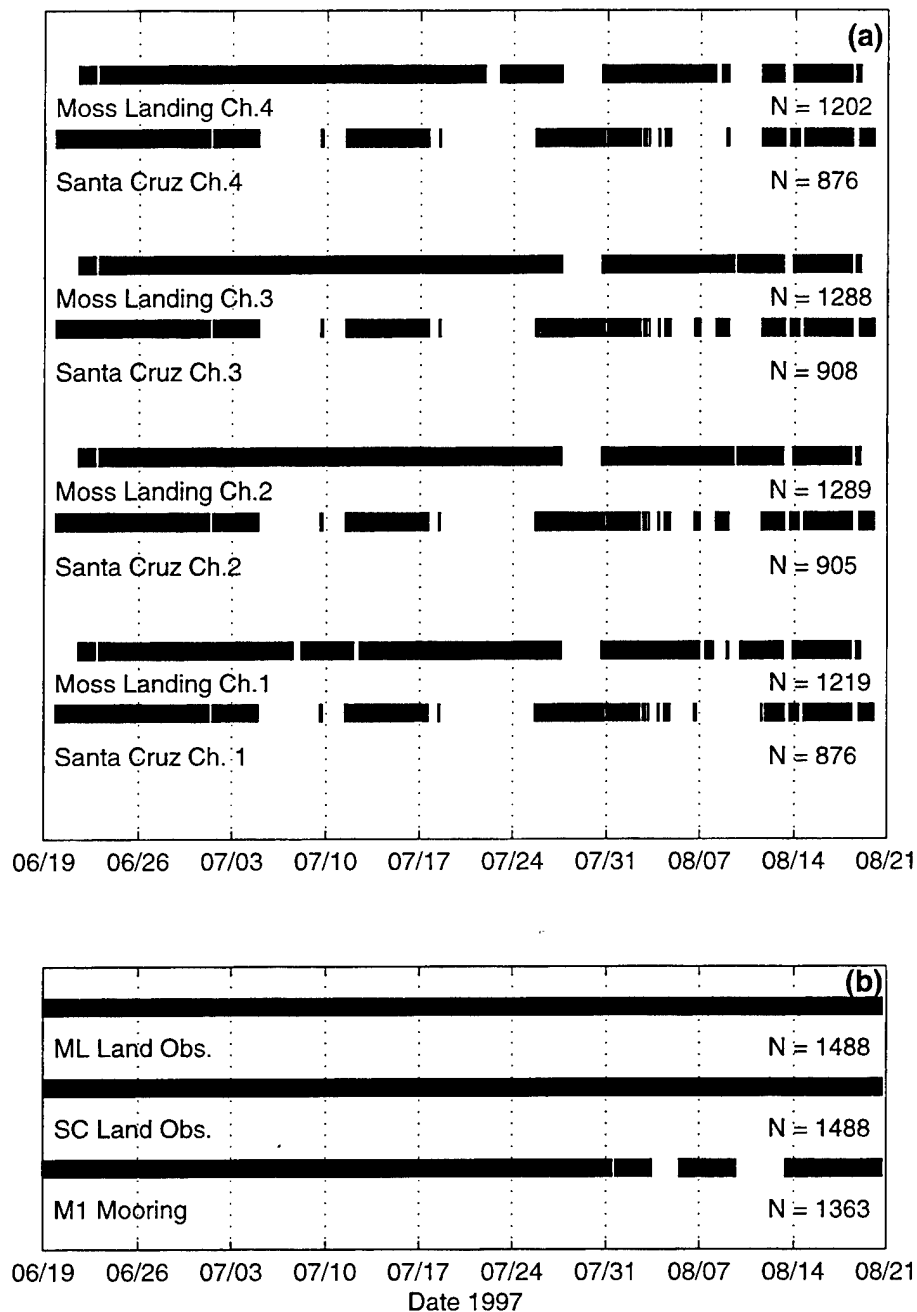 (a)
Moss Landing Ch.4 N = 1202
Santa Cruz Ch.4 N = 876
Moss Landing Ch.3 N = 1288
Santa Cruz Ch.3 N = 908
Moss Landing Ch.2 N = 1289
Santa Cruz Ch.2 N = 905
Moss Landing Ch.1 N = 1219
Santa Cruz Ch. 1 N = 876
06/19 06/26 07/03 07/10 07/17 07/24 07/31 08/07 08/14 08/21
(b)
ML Land Obs. N = 1488
SC Land Obs. N = 1488
M1 Mooring N = 1363
06/19 06/26 07/03 07/10 07/17 07/24 07/31 08/07 08/14 08/21
Date 1997